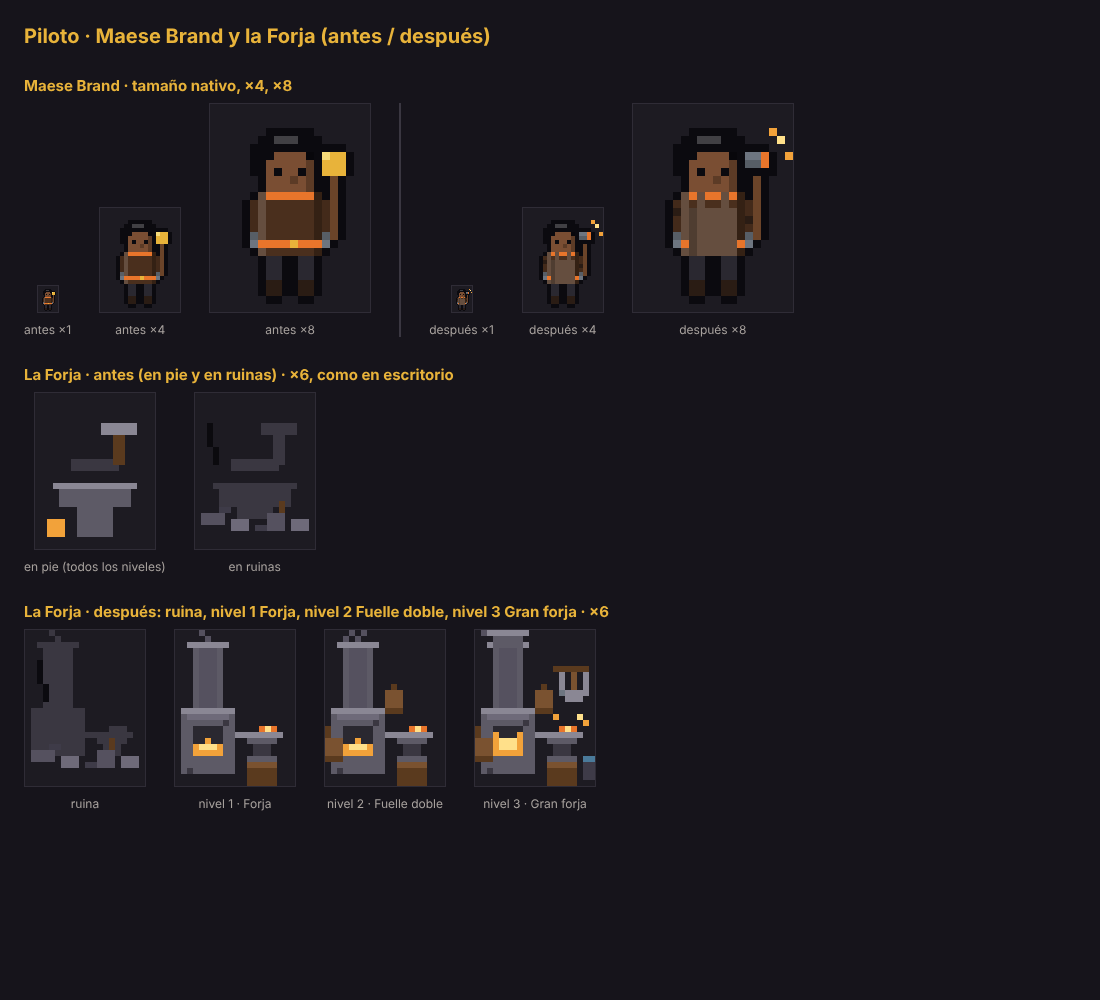 Piloto · Maese Brand y la Forja (antes / después)
Maese Brand · tamaño nativo, ×4, ×8
antes ×1
antes ×4
antes ×8
después ×1
después ×4
después ×8
La Forja · antes (en pie y en ruinas) · ×6, como en escritorio
en pie (todos los niveles)
en ruinas
La Forja · después: ruina, nivel 1 Forja, nivel 2 Fuelle doble, nivel 3 Gran forja · ×6
ruina
nivel 1 · Forja
nivel 2 · Fuelle doble
nivel 3 · Gran forja